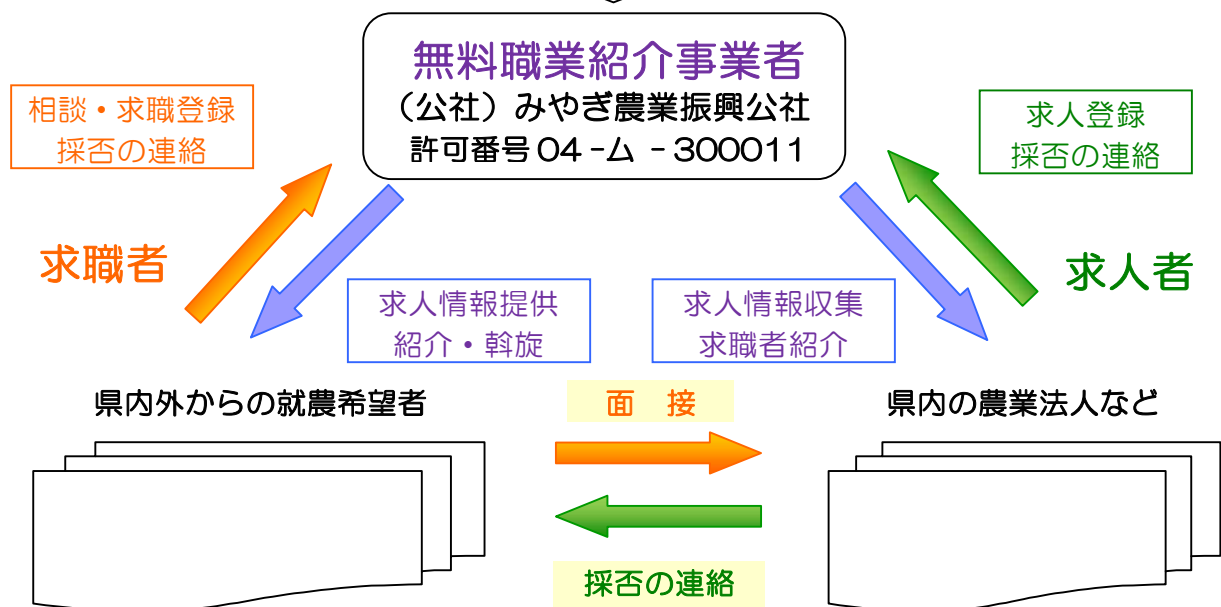 無料職業紹介事業者
（公社）みやぎ農業振興公社
許可番号０４－ム－３０００１１
相談・求職登録
採否の連絡
求人登録
採否の連絡
求職者
求人者
求人情報提供
紹介・斡旋
求人情報収集
求職者紹介
県内外からの就農希望者
面　接
県内の農業法人など
採否の連絡